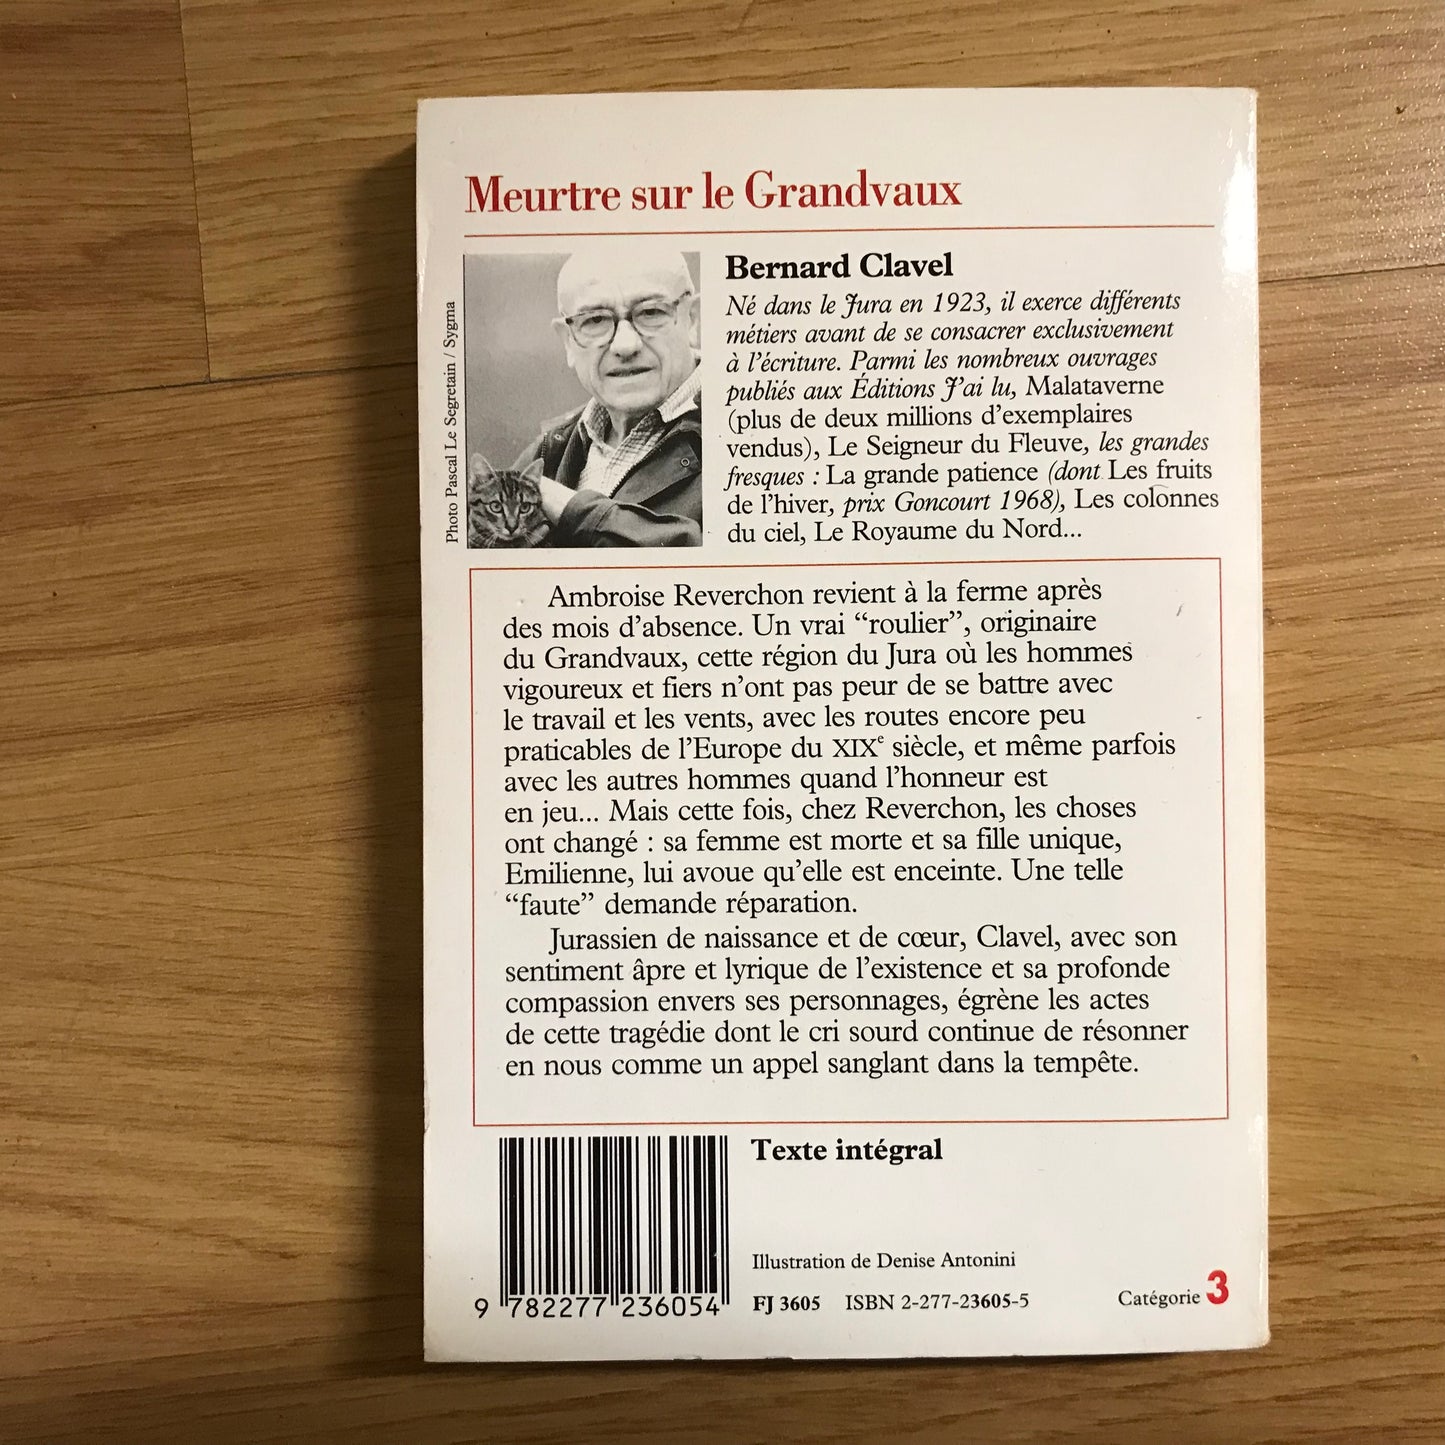 Meurtre sur le Grandvaux
Photo Pascal Le Segretain / Sygma
Bernard Clavel
Né dans le Jura en 1923, il exerce différents
métiers avant de se consacrer exclusivement
à l'écriture. Parmi les nombreux ouvrages
publiés aux Éditions J'ai lu, Malataverne
(plus de deux millions d'exemplaires
vendus), Le Seigneur du Fleuve, les grandes
fresques : La grande patience (dont Les fruits
de l'hiver, prix Goncourt 1968), Les colonnes
du ciel, Le Royaume du Nord...
Ambroise Reverchon revient à la ferme après
des mois d'absence. Un vrai “roulier”, originaire
du Grandvaux, cette région du Jura où les hommes
vigoureux et fiers n'ont pas peur de se battre avec
le travail et les vents, avec les routes encore peu
praticables de l'Europe du XIXe siècle, et même parfois
avec les autres hommes quand l'honneur est
en jeu... Mais cette fois, chez Reverchon, les choses
ont changé : sa femme est morte et sa fille unique,
Emilienne, lui avoue qu'elle est enceinte. Une telle
“faute” demande réparation.
Jurassien de naissance et de cœur, Clavel, avec son
sentiment âpre et lyrique de l'existence et sa profonde
compassion envers ses personnages, égrène les actes
de cette tragédie dont le cri sourd continue de résonner
en nous comme un appel sanglant dans la tempête.
Texte intégral
Illustration de Denise Antonini
FJ 3605 ISBN 2-277-23605-5
Catégorie 3
9 782277 236054